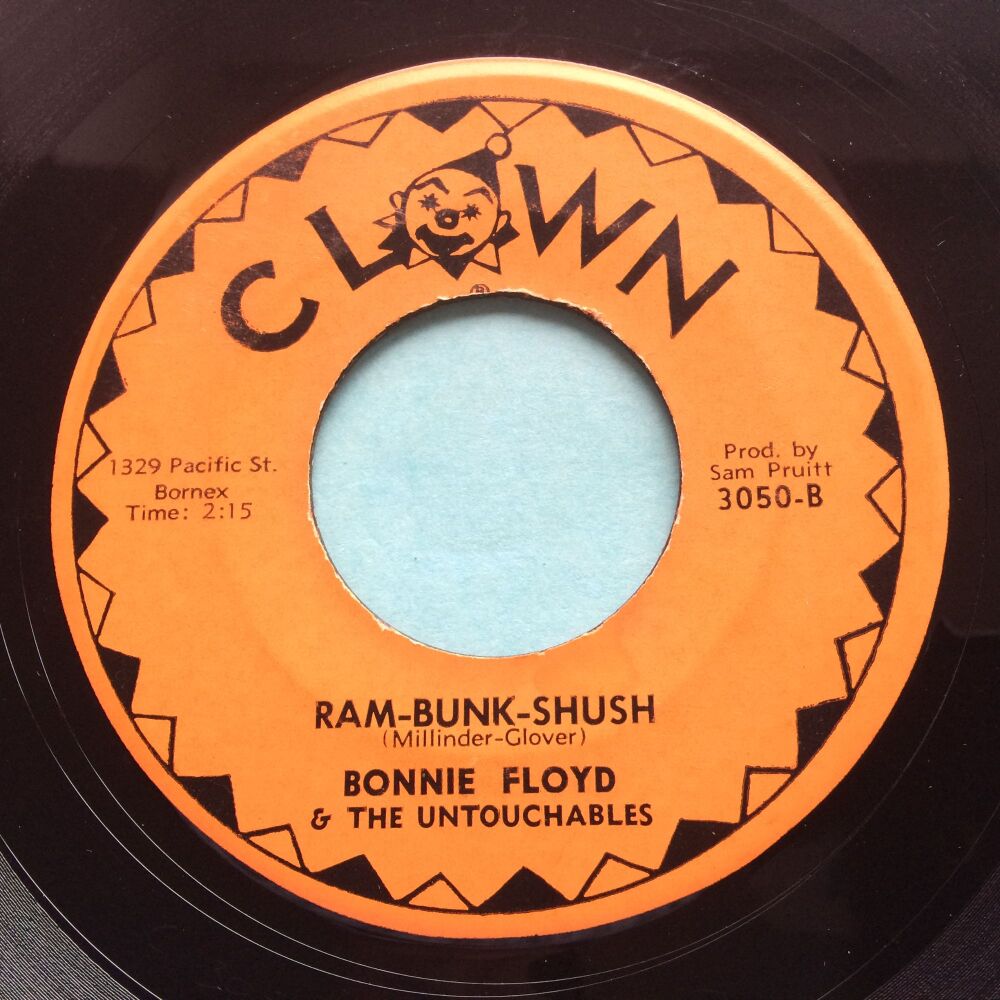 CLOWN
®
1329 Pacific St.
Bornex
Time: 2:15
Prod. by
Sam Pruitt
3050-B
RAM-BUNK-SHUSH
(Millinder-Glover)
BONNIE FLOYD
& THE UNTOUCHABLES